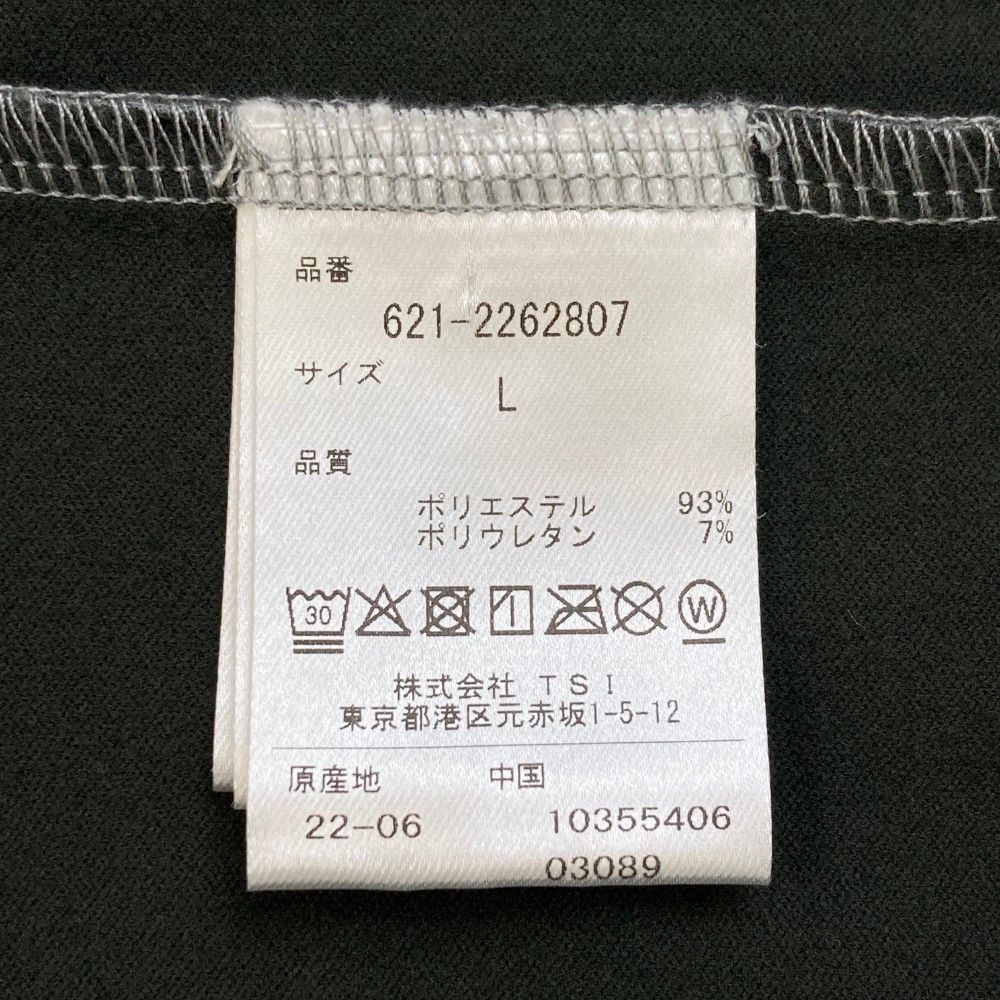 品番
621-2262807
サイズ
L
品質
ポリエステル 93%
ポリウレタン 7%
30 W
株式会社 TSI
東京都港区元赤坂1-5-12
原産地 中国
22-06 10355406
03089